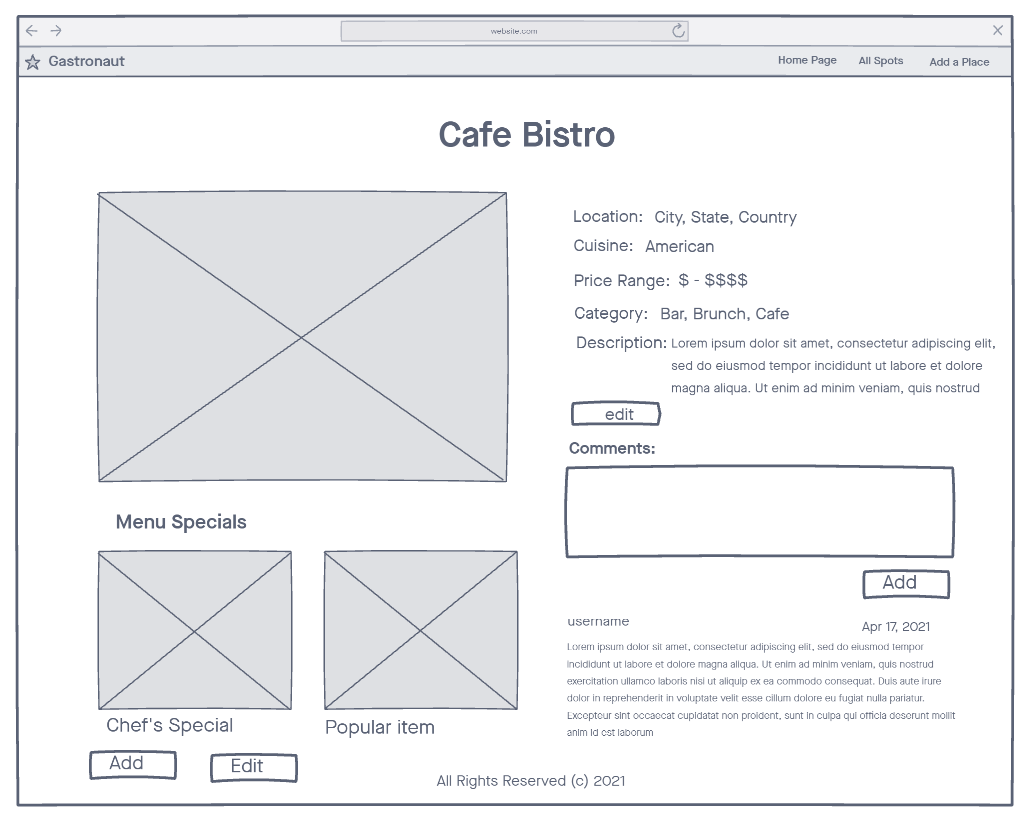 website.com
Gastronaut
Home Page
All Spots
Add a Place
Cafe Bistro
Location: City, State, Country
Cuisine: American
Price Range: $ - $$$$
Category: Bar, Brunch, Cafe
Description: Lorem ipsum dolor sit amet, consectetur adipiscing elit,
sed do eiusmod tempor incididunt ut labore et dolore
magna aliqua. Ut enim ad minim veniam, quis nostrud
edit
Comments:
Add
username
Apr 17, 2021
Lorem ipsum dolor sit amet, consectetur adipiscing elit, sed do eiusmod tempor
incididunt ut labore et dolore magna aliqua. Ut enim ad minim veniam, quis nostrud
exercitation ullamco laboris nisi ut aliquip ex ea commodo consequat. Duis aute irure
dolor in reprehenderit in voluptate velit esse cillum dolore eu fugiat nulla pariatur.
Excepteur sint occaecat cupidatat non proident, sunt in culpa qui officia deserunt mollit
anim id est laborum
Menu Specials
Chef's Special
Popular item
Add
Edit
All Rights Reserved (c) 2021